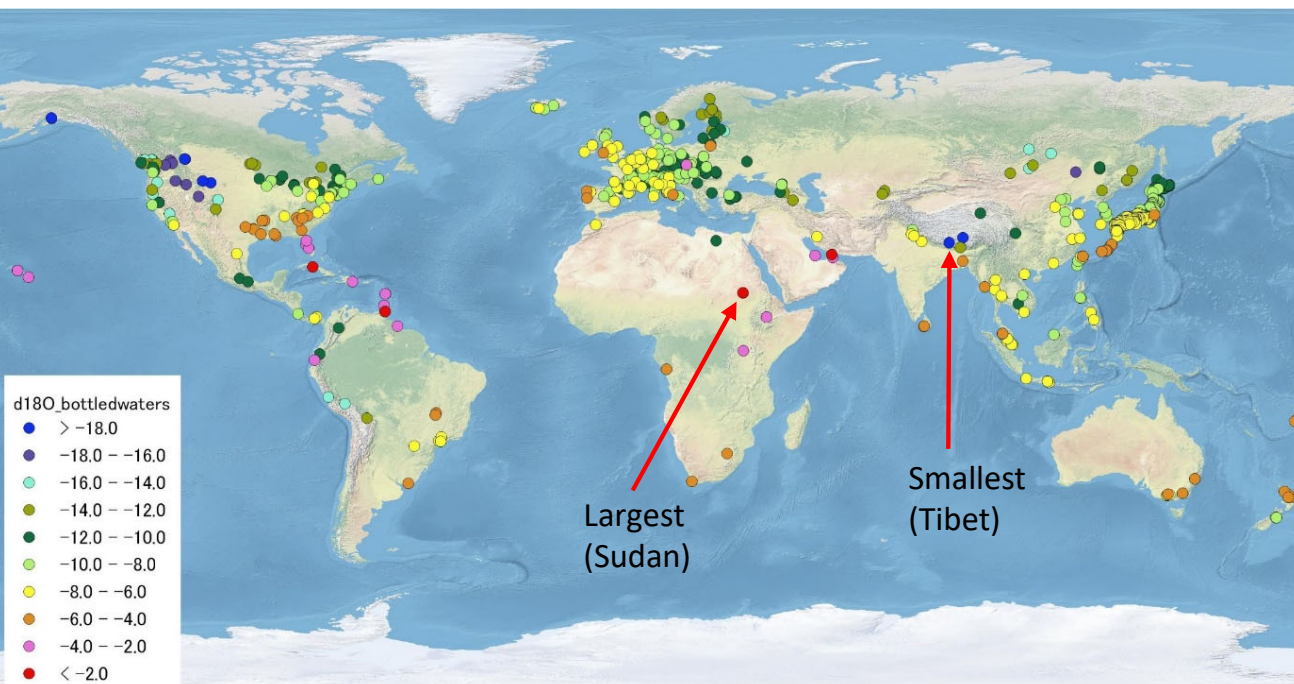 Largest
(Sudan)
Smallest
(Tibet)
d18O_bottledwaters
> -18.0
-18.0 - -16.0
-16.0 - -14.0
-14.0 - -12.0
-12.0 - -10.0
-10.0 - -8.0
-8.0 - -6.0
-6.0 - -4.0
-4.0 - -2.0
< -2.0